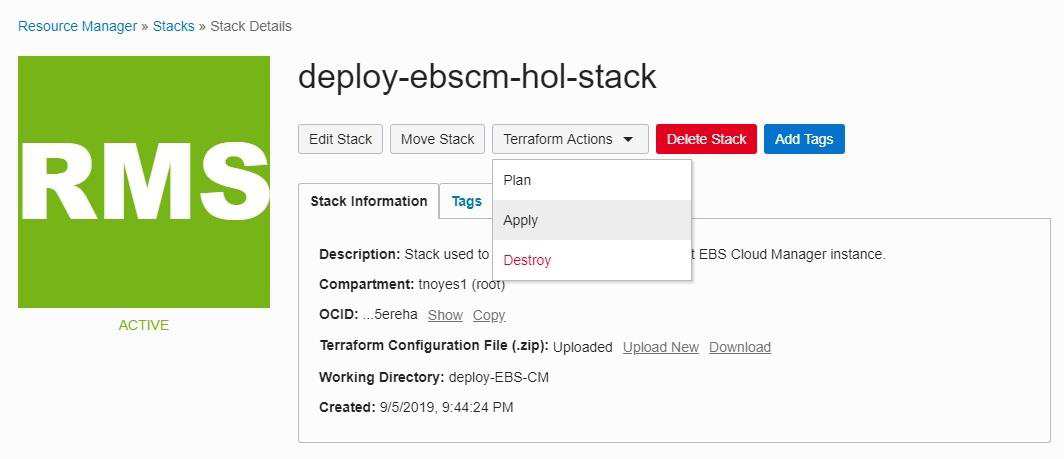 Resource Manager » Stacks » Stack Details
RMS
ACTIVE
deploy-ebscm-hol-stack
Edit Stack Move Stack Terraform Actions Delete Stack Add Tags
Plan
Apply
Destroy
Stack Information Tags
Description: Stack used to t EBS Cloud Manager instance.
Compartment: tnoyes1 (root)
OCID: ...5ereha Show Copy
Terraform Configuration File (.zip): Uploaded Upload New Download
Working Directory: deploy-EBS-CM
Created: 9/5/2019, 9:44:24 PM